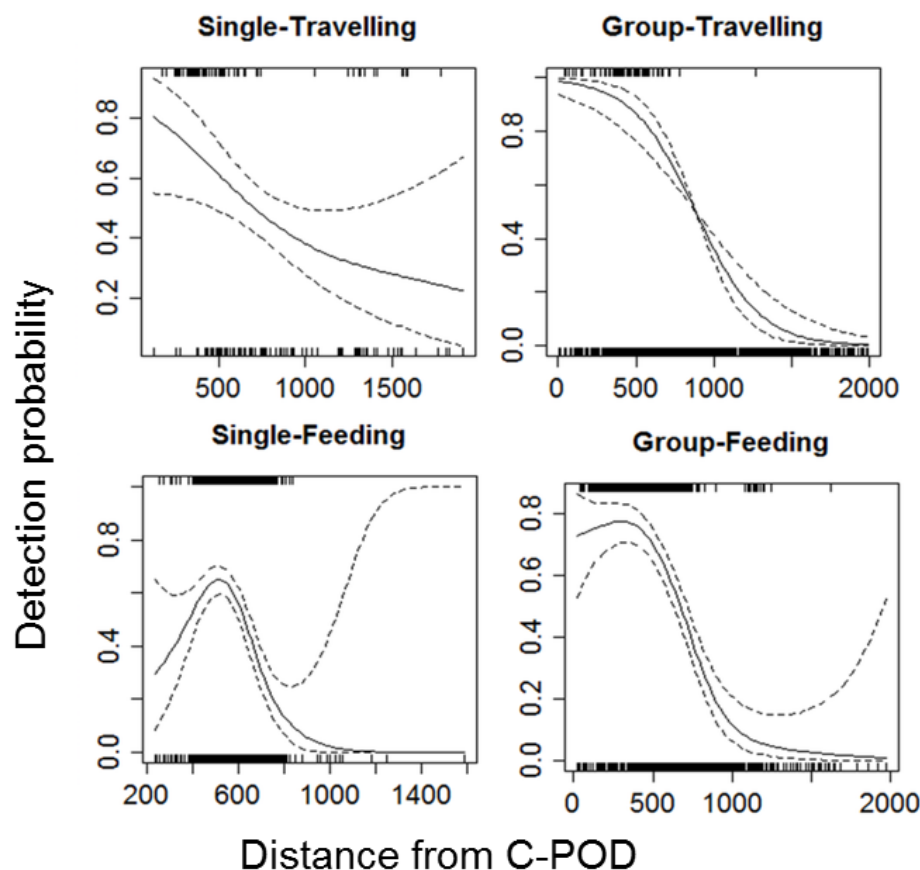 Single-Travelling
Group-Travelling
0.2 0.4 0.6 0.8
500 1000 1500
0.0 0.4 0.8
0 500 1000 2000
Detection probability
Single-Feeding
Group-Feeding
0.0 0.4 0.8
200 600 1000 1400
0.0 0.2 0.4 0.6 0.8
0 500 1000 2000
Distance from C-POD